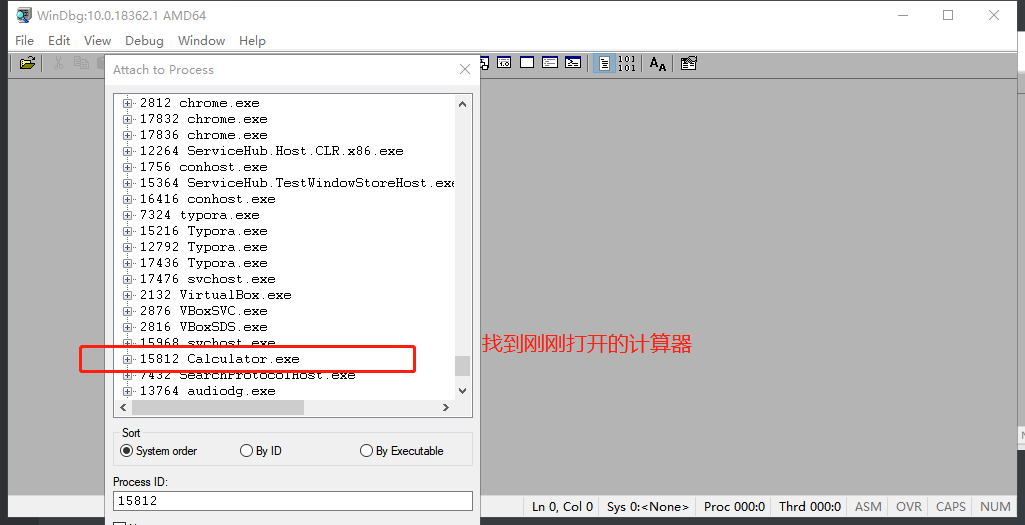 WinDbg:10.0.18362.1 AMD64
File Edit View Debug Window Help
Attach to Process
2812 chrome.exe
17832 chrome.exe
17836 chrome.exe
12264 ServiceHub.Host.CLR.x86.exe
1756 conhost.exe
15364 ServiceHub.TestWindowStoreHost.exe
16416 conhost.exe
7324 typora.exe
15216 Typora.exe
12792 Typora.exe
17436 Typora.exe
17476 svchost.exe
2132 VirtualBox.exe
2876 VBoxSVC.exe
2816 VBoxSDS.exe
15968 svchost.exe
找到刚刚打开的计算器
15812 Calculator.exe
7432 SearchProtocolHost.exe
13764 audiodg.exe
Sort
System order By ID By Executable
Process ID:
15812
Ln 0, Col 0 Sys 0:<None> Proc 000:0 Thrd 000:0 ASM OVR CAPS NUM